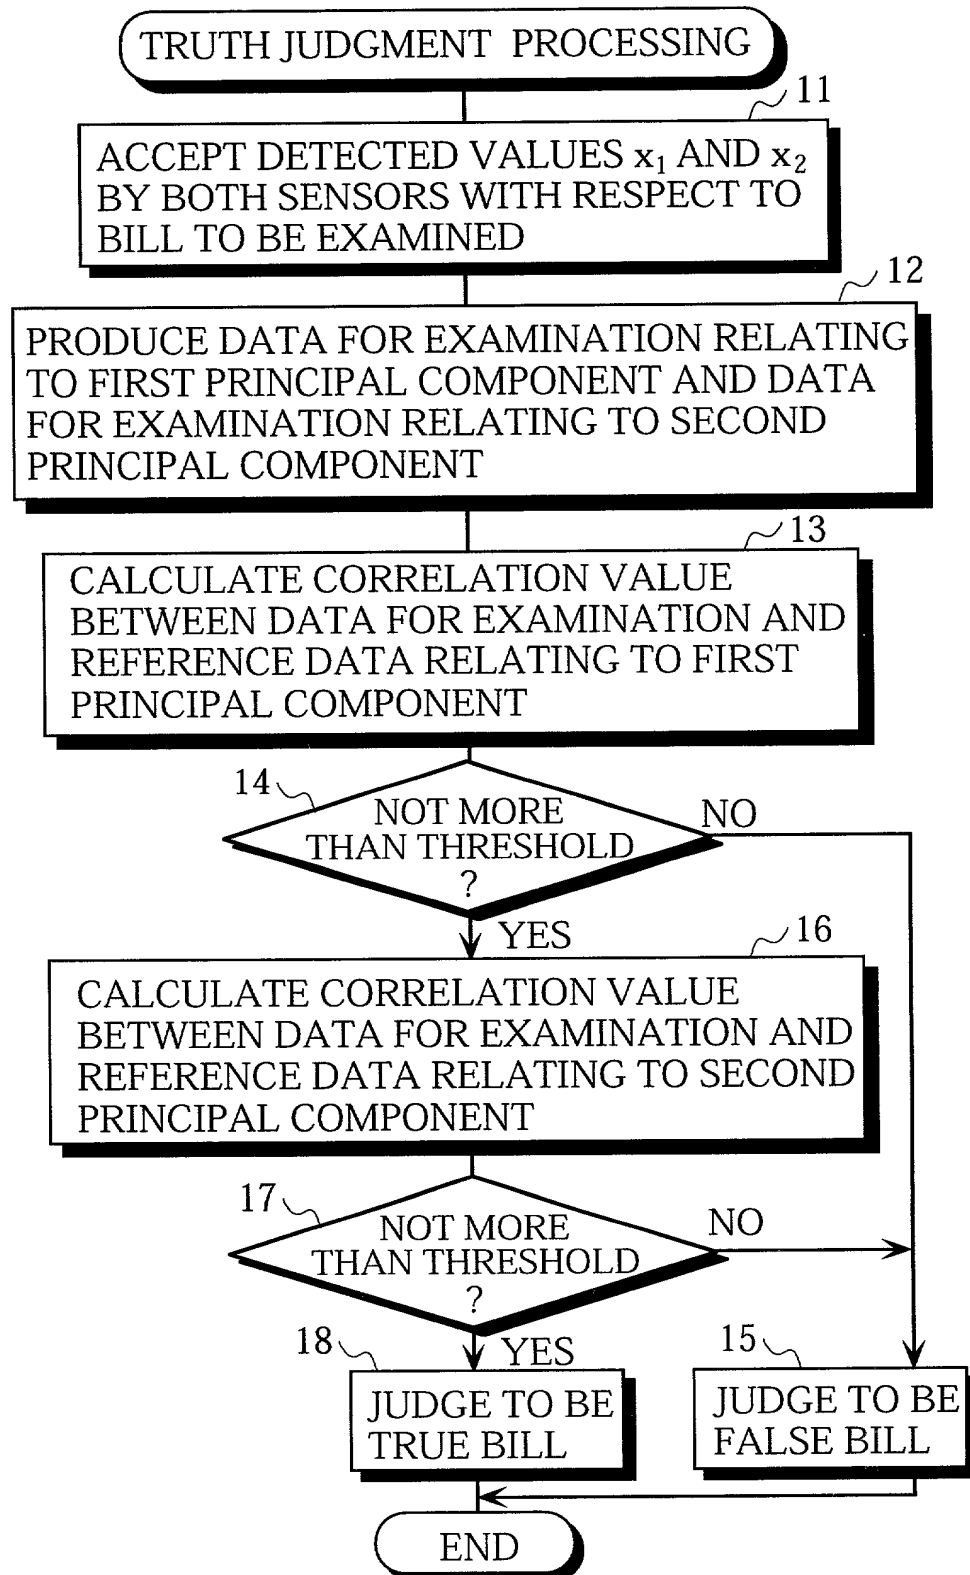 TRUTH JUDGMENT PROCESSING
11
ACCEPT DETECTED VALUES x₁ AND x₂
BY BOTH SENSORS WITH RESPECT TO
BILL TO BE EXAMINED
12
PRODUCE DATA FOR EXAMINATION RELATING
TO FIRST PRINCIPAL COMPONENT AND DATA
FOR EXAMINATION RELATING TO SECOND
PRINCIPAL COMPONENT
13
CALCULATE CORRELATION VALUE
BETWEEN DATA FOR EXAMINATION AND
REFERENCE DATA RELATING TO FIRST
PRINCIPAL COMPONENT
14
NOT MORE
THAN THRESHOLD
?
NO
YES
16
CALCULATE CORRELATION VALUE
BETWEEN DATA FOR EXAMINATION AND
REFERENCE DATA RELATING TO SECOND
PRINCIPAL COMPONENT
17
NOT MORE
THAN THRESHOLD
?
NO
YES
18
JUDGE TO BE
TRUE BILL
15
JUDGE TO BE
FALSE BILL
END